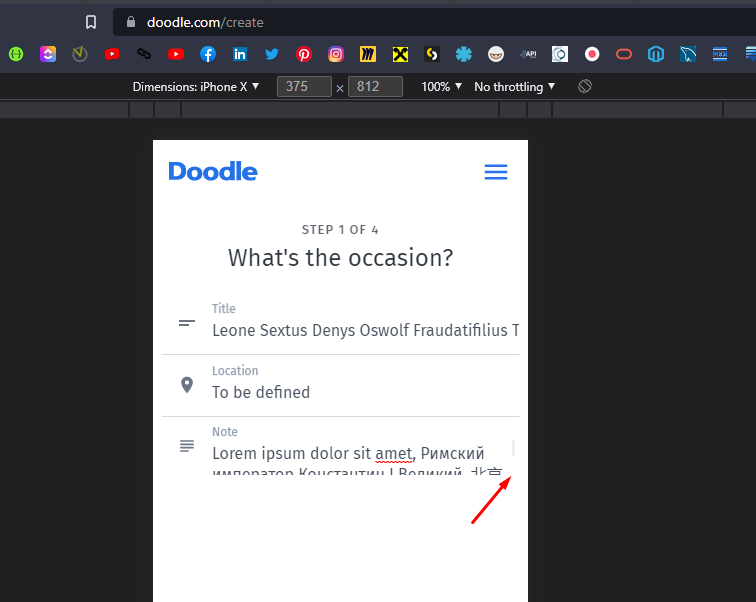 doodle.com/create
API
Dimensions: iPhone X ▼ 375 × 812 100% ▼ No throttling ▼
Doodle
STEP 1 OF 4
What's the occasion?
Title
Leone Sextus Denys Oswolf Fraudatifilius T
Location
To be defined
Note
Lorem ipsum dolor sit amet, Римский
император Константин I Великий, 北京